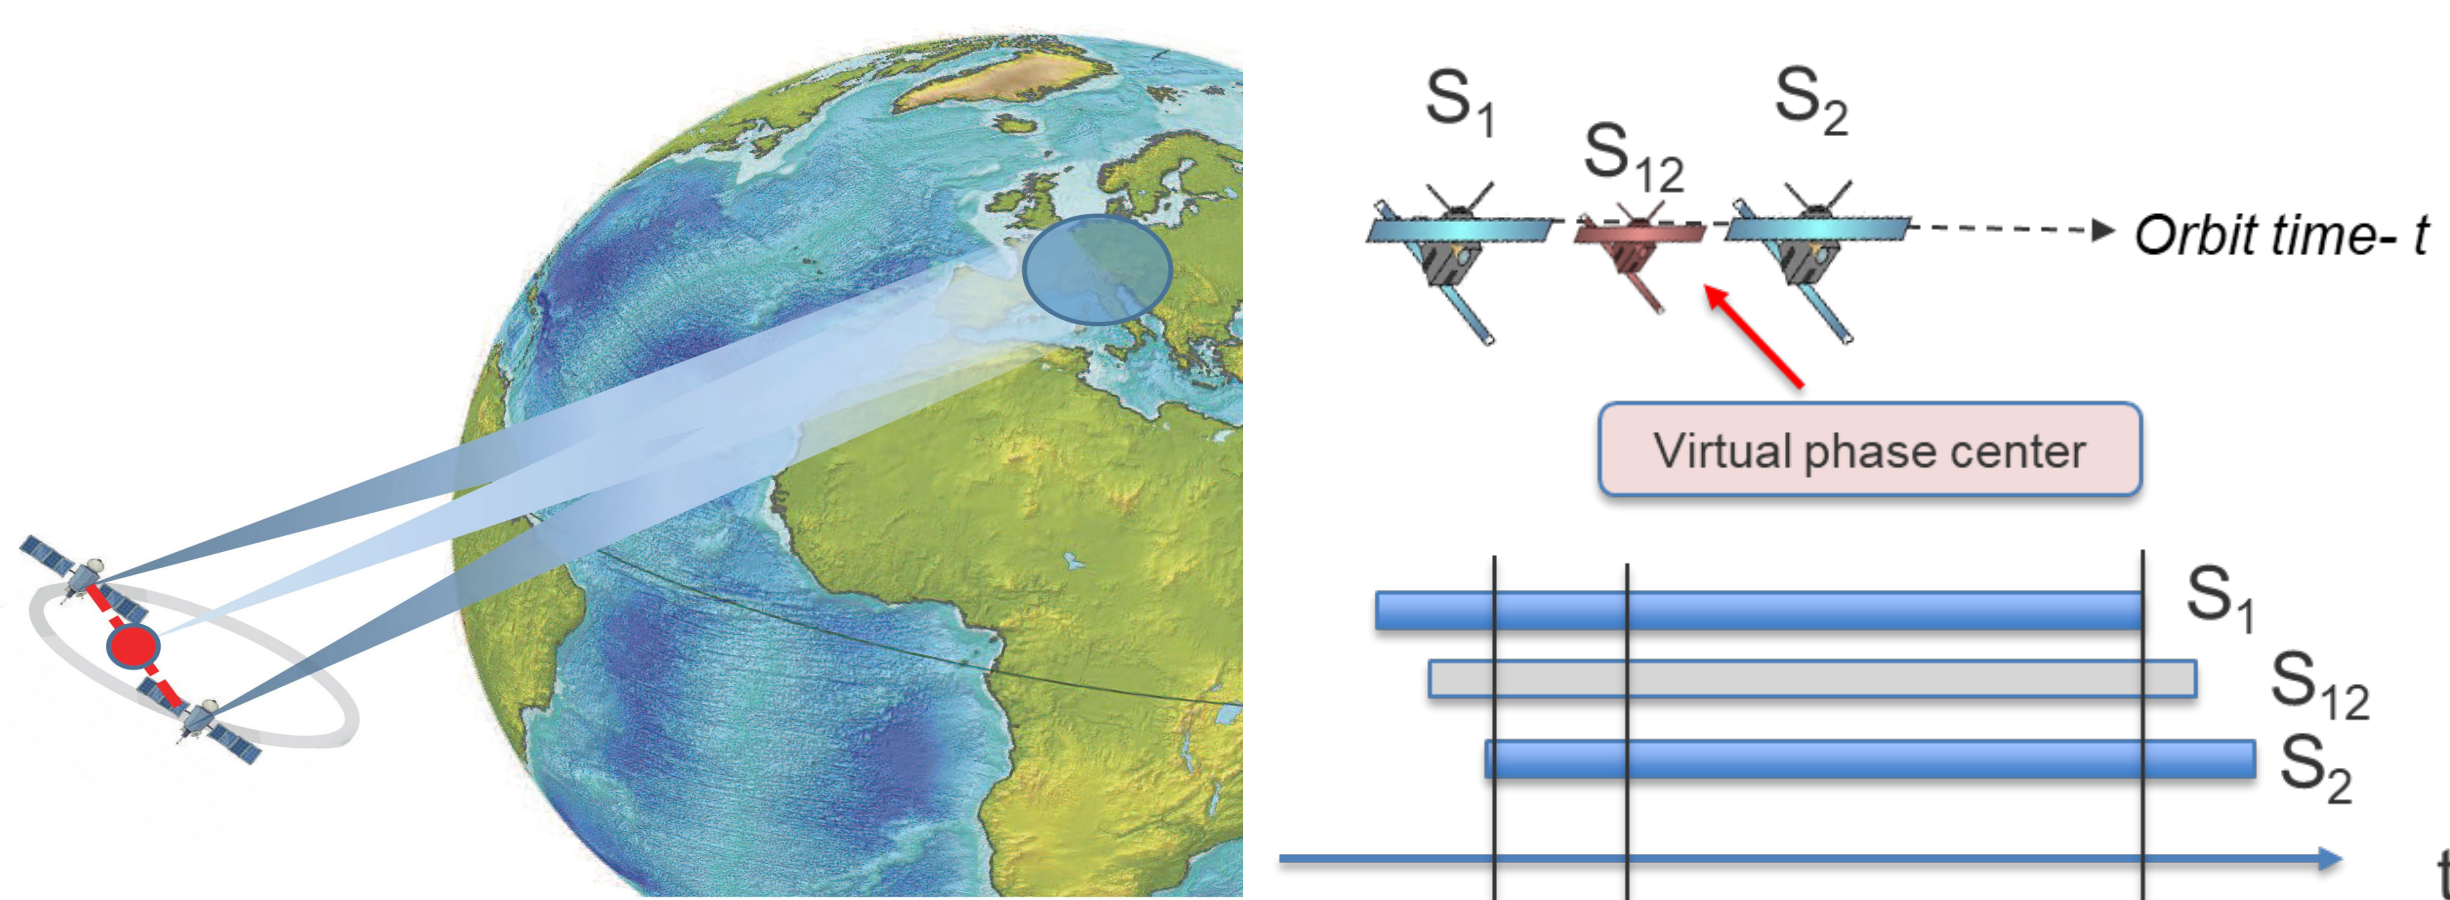 S₁
S₂
S₁₂
Orbit time- t
Virtual phase center
S₁
S₁₂
S₂
t